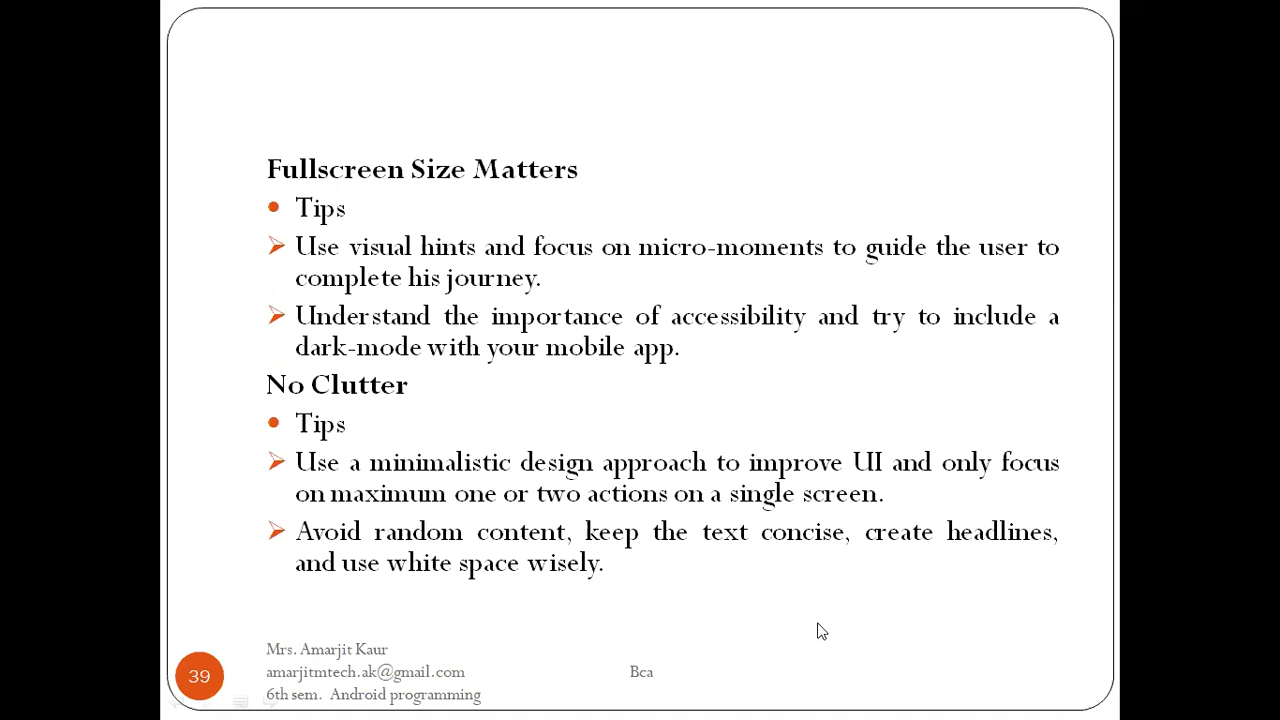 Fullscreen Size Matters
Tips
Use visual hints and focus on micro-moments to guide the user to
complete his journey.
Understand the importance of accessibility and try to include a
dark-mode with your mobile app.
No Clutter
Tips
Use a minimalistic design approach to improve UI and only focus
on maximum one or two actions on a single screen.
Avoid random content, keep the text concise, create headlines,
and use white space wisely.
Mrs. Amarjit Kaur
amarjitmtech.ak@gmail.com
6th sem. Android programming
Bca
39